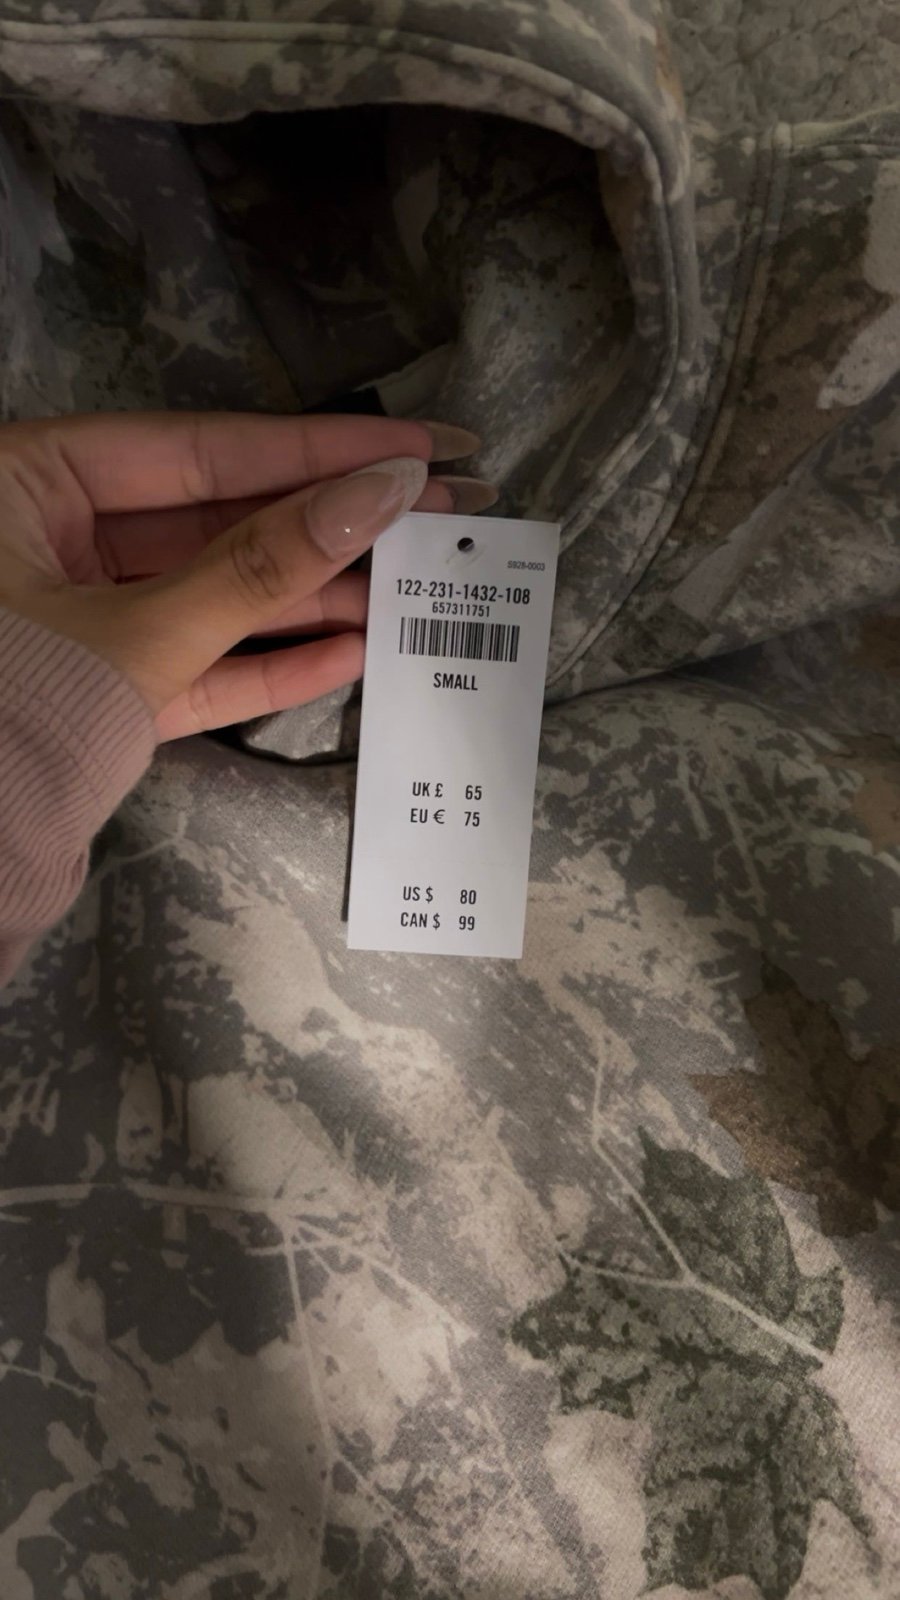 S928-0003
122-231-1432-108
657311751
SMALL
UK £ 65
EU € 75
US $ 80
CAN $ 99